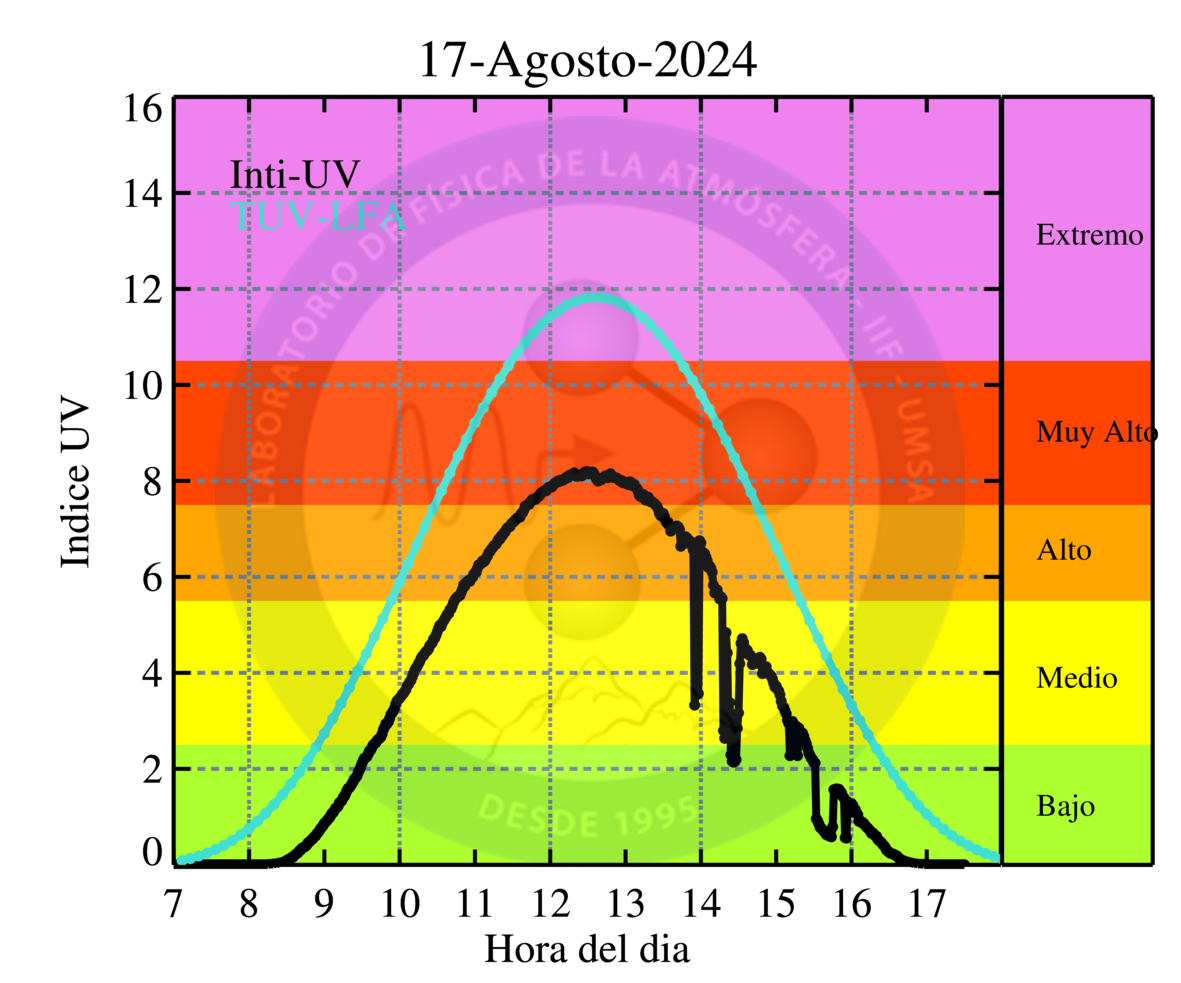 17-Agosto-2024
Indice UV
16
14
12
10
8
6
4
2
0
Inti-UV
TUV-LFA
LABORATORIO DE FÍSICA DE LA ATMÓSFERA - IIF - UMSA
DESDE 1995
Extremo
Muy Alto
Alto
Medio
Bajo
7 8 9 10 11 12 13 14 15 16 17
Hora del dia